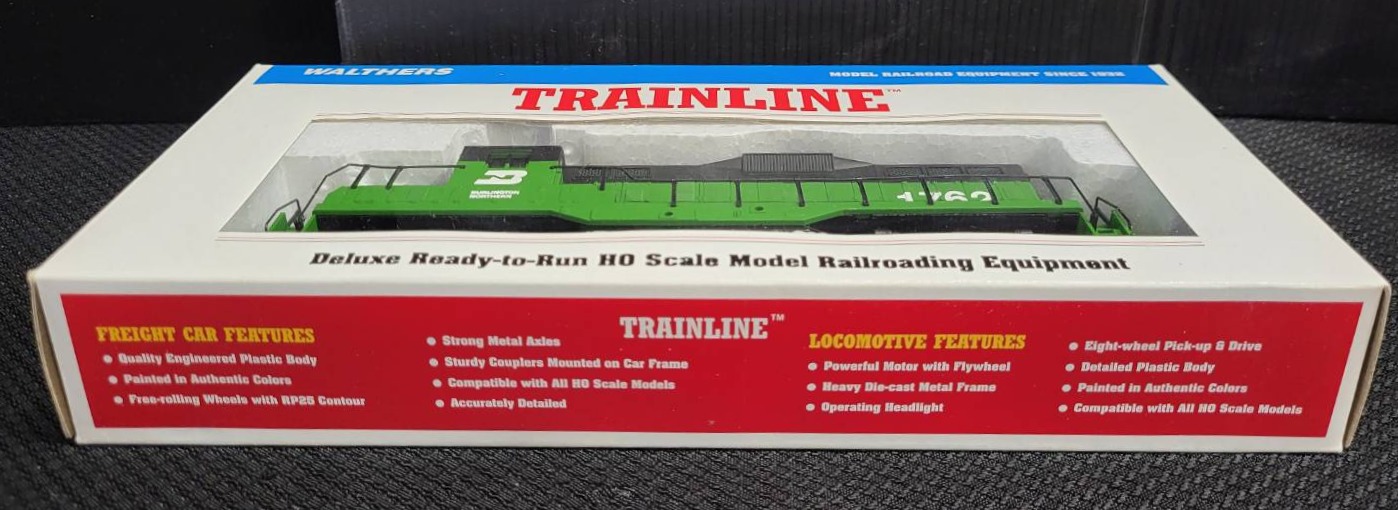 WALTHERS
MODEL RAILROAD EQUIPMENT SINCE 1932
TRAINLINE™
BURLINGTON
NORTHERN
1762
Deluxe Ready-to-Run HO Scale Model Railroading Equipment
TRAINLINE™
FREIGHT CAR FEATURES
● Quality Engineered Plastic Body
● Painted in Authentic Colors
● Free-rolling Wheels with RP25 Contour
● Strong Metal Axles
● Sturdy Couplers Mounted on Car Frame
● Compatible with All HO Scale Models
● Accurately Detailed
LOCOMOTIVE FEATURES
● Powerful Motor with Flywheel
● Heavy Die-cast Metal Frame
● Operating Headlight
● Eight-wheel Pick-up & Drive
● Detailed Plastic Body
● Painted in Authentic Colors
● Compatible with All HO Scale Models